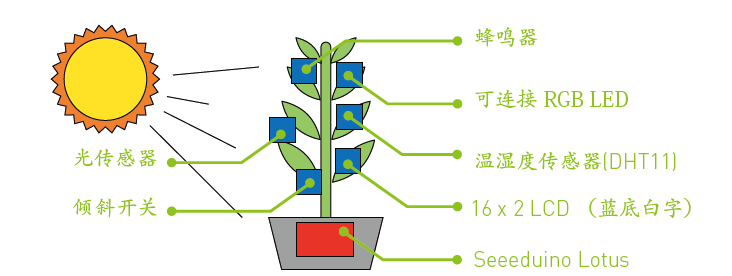 蜂鸣器
可连接 RGB LED
光传感器
温湿度传感器(DHT11)
倾斜开关
16 x 2 LCD （蓝底白字）
Seeeduino Lotus